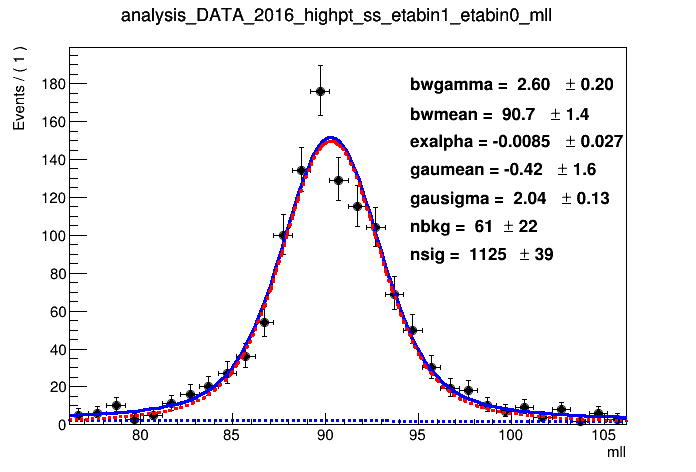 analysis_DATA_2016_highpt_ss_etabin1_etabin0_mll
Events / ( 1 )
180
160
140
120
100
80
60
40
20
0
bwgamma = 2.60 ± 0.20
bwmean = 90.7 ± 1.4
exalpha = -0.0085 ± 0.027
gaumean = -0.42 ± 1.6
gausigma = 2.04 ± 0.13
nbkg = 61 ± 22
nsig = 1125 ± 39
80 85 90 95 100 105
mll